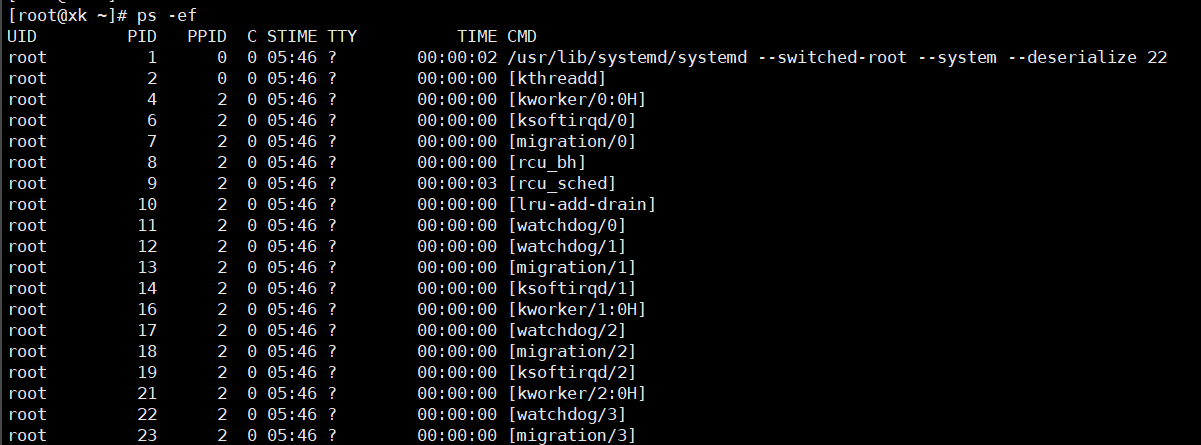 [root@xk ~]# ps -ef
UID        PID  PPID  C STIME TTY          TIME CMD
root         1     0  0 05:46 ?        00:00:02 /usr/lib/systemd/systemd --switched-root --system --deserialize 22
root         2     0  0 05:46 ?        00:00:00 [kthreadd]
root         4     2  0 05:46 ?        00:00:00 [kworker/0:0H]
root         6     2  0 05:46 ?        00:00:00 [ksoftirqd/0]
root         7     2  0 05:46 ?        00:00:00 [migration/0]
root         8     2  0 05:46 ?        00:00:00 [rcu_bh]
root         9     2  0 05:46 ?        00:00:03 [rcu_sched]
root        10     2  0 05:46 ?        00:00:00 [lru-add-drain]
root        11     2  0 05:46 ?        00:00:00 [watchdog/0]
root        12     2  0 05:46 ?        00:00:00 [watchdog/1]
root        13     2  0 05:46 ?        00:00:00 [migration/1]
root        14     2  0 05:46 ?        00:00:00 [ksoftirqd/1]
root        16     2  0 05:46 ?        00:00:00 [kworker/1:0H]
root        17     2  0 05:46 ?        00:00:00 [watchdog/2]
root        18     2  0 05:46 ?        00:00:00 [migration/2]
root        19     2  0 05:46 ?        00:00:00 [ksoftirqd/2]
root        21     2  0 05:46 ?        00:00:00 [kworker/2:0H]
root        22     2  0 05:46 ?        00:00:00 [watchdog/3]
root        23     2  0 05:46 ?        00:00:00 [migration/3]